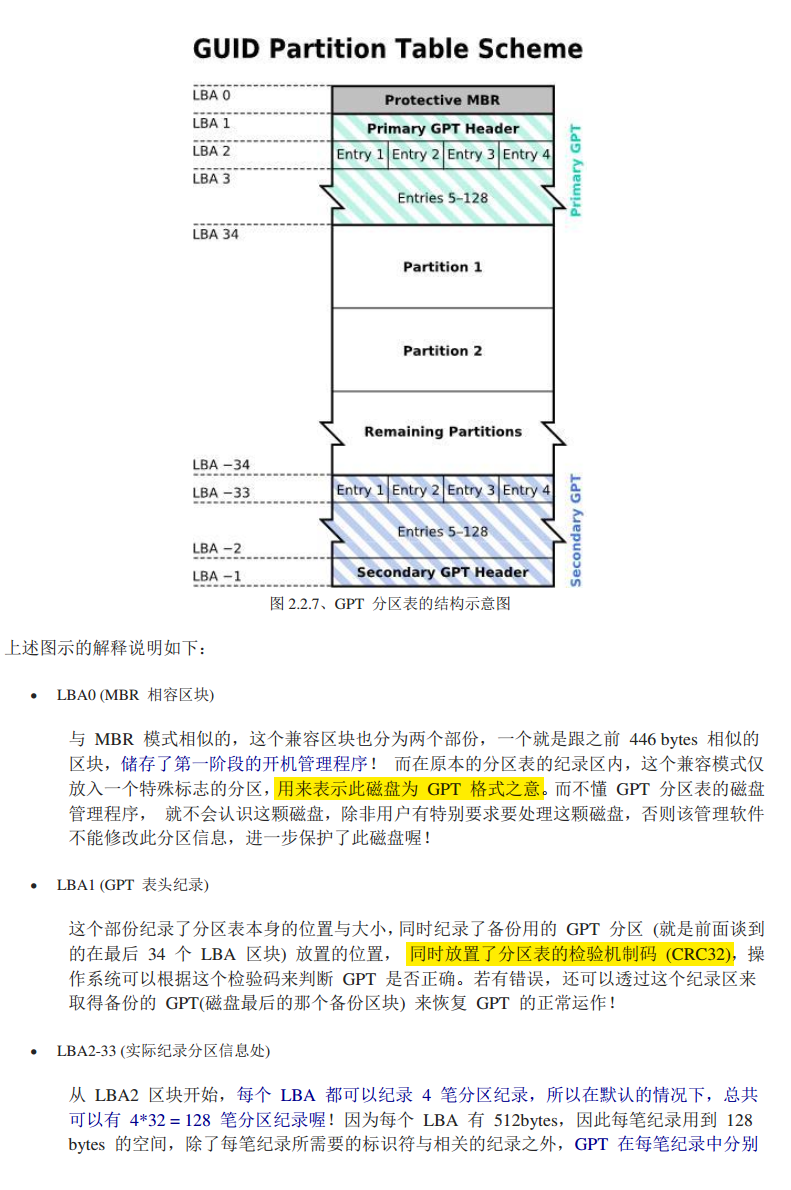 GUID Partition Table Scheme
LBA 0
Protective MBR
LBA 1
Primary GPT Header
LBA 2
Entry 1 Entry 2 Entry 3 Entry 4
LBA 3
Entries 5–128
Primary GPT
LBA 34
Partition 1
Partition 2
Remaining Partitions
LBA −34
Entry 1 Entry 2 Entry 3 Entry 4
LBA −33
Entries 5–128
LBA −2
Secondary GPT Header
LBA −1
Secondary GPT
图 2.2.7、GPT 分区表的结构示意图
上述图示的解释说明如下：
• LBA0 (MBR 相容区块)
与 MBR 模式相似的，这个兼容区块也分为两个部份，一个就是跟之前 446 bytes 相似的
区块，储存了第一阶段的开机管理程序！ 而在原本的分区表的纪录区内，这个兼容模式仅
放入一个特殊标志的分区，用来表示此磁盘为 GPT 格式之意。而不懂 GPT 分区表的磁盘
管理程序， 就不会认识这颗磁盘，除非用户有特别要求要处理这颗磁盘，否则该管理软件
不能修改此分区信息，进一步保护了此磁盘喔！
• LBA1 (GPT 表头纪录)
这个部份纪录了分区表本身的位置与大小，同时纪录了备份用的 GPT 分区 (就是前面谈到
的在最后 34 个 LBA 区块) 放置的位置， 同时放置了分区表的检验机制码 (CRC32)，操
作系统可以根据这个检验码来判断 GPT 是否正确。若有错误，还可以透过这个纪录区来
取得备份的 GPT(磁盘最后的那个备份区块) 来恢复 GPT 的正常运作！
• LBA2-33 (实际纪录分区信息处)
从 LBA2 区块开始，每个 LBA 都可以纪录 4 笔分区纪录，所以在默认的情况下，总共
可以有 4*32 = 128 笔分区纪录喔！因为每个 LBA 有 512bytes，因此每笔纪录用到 128
bytes 的空间，除了每笔纪录所需要的标识符与相关的纪录之外，GPT 在每笔纪录中分别